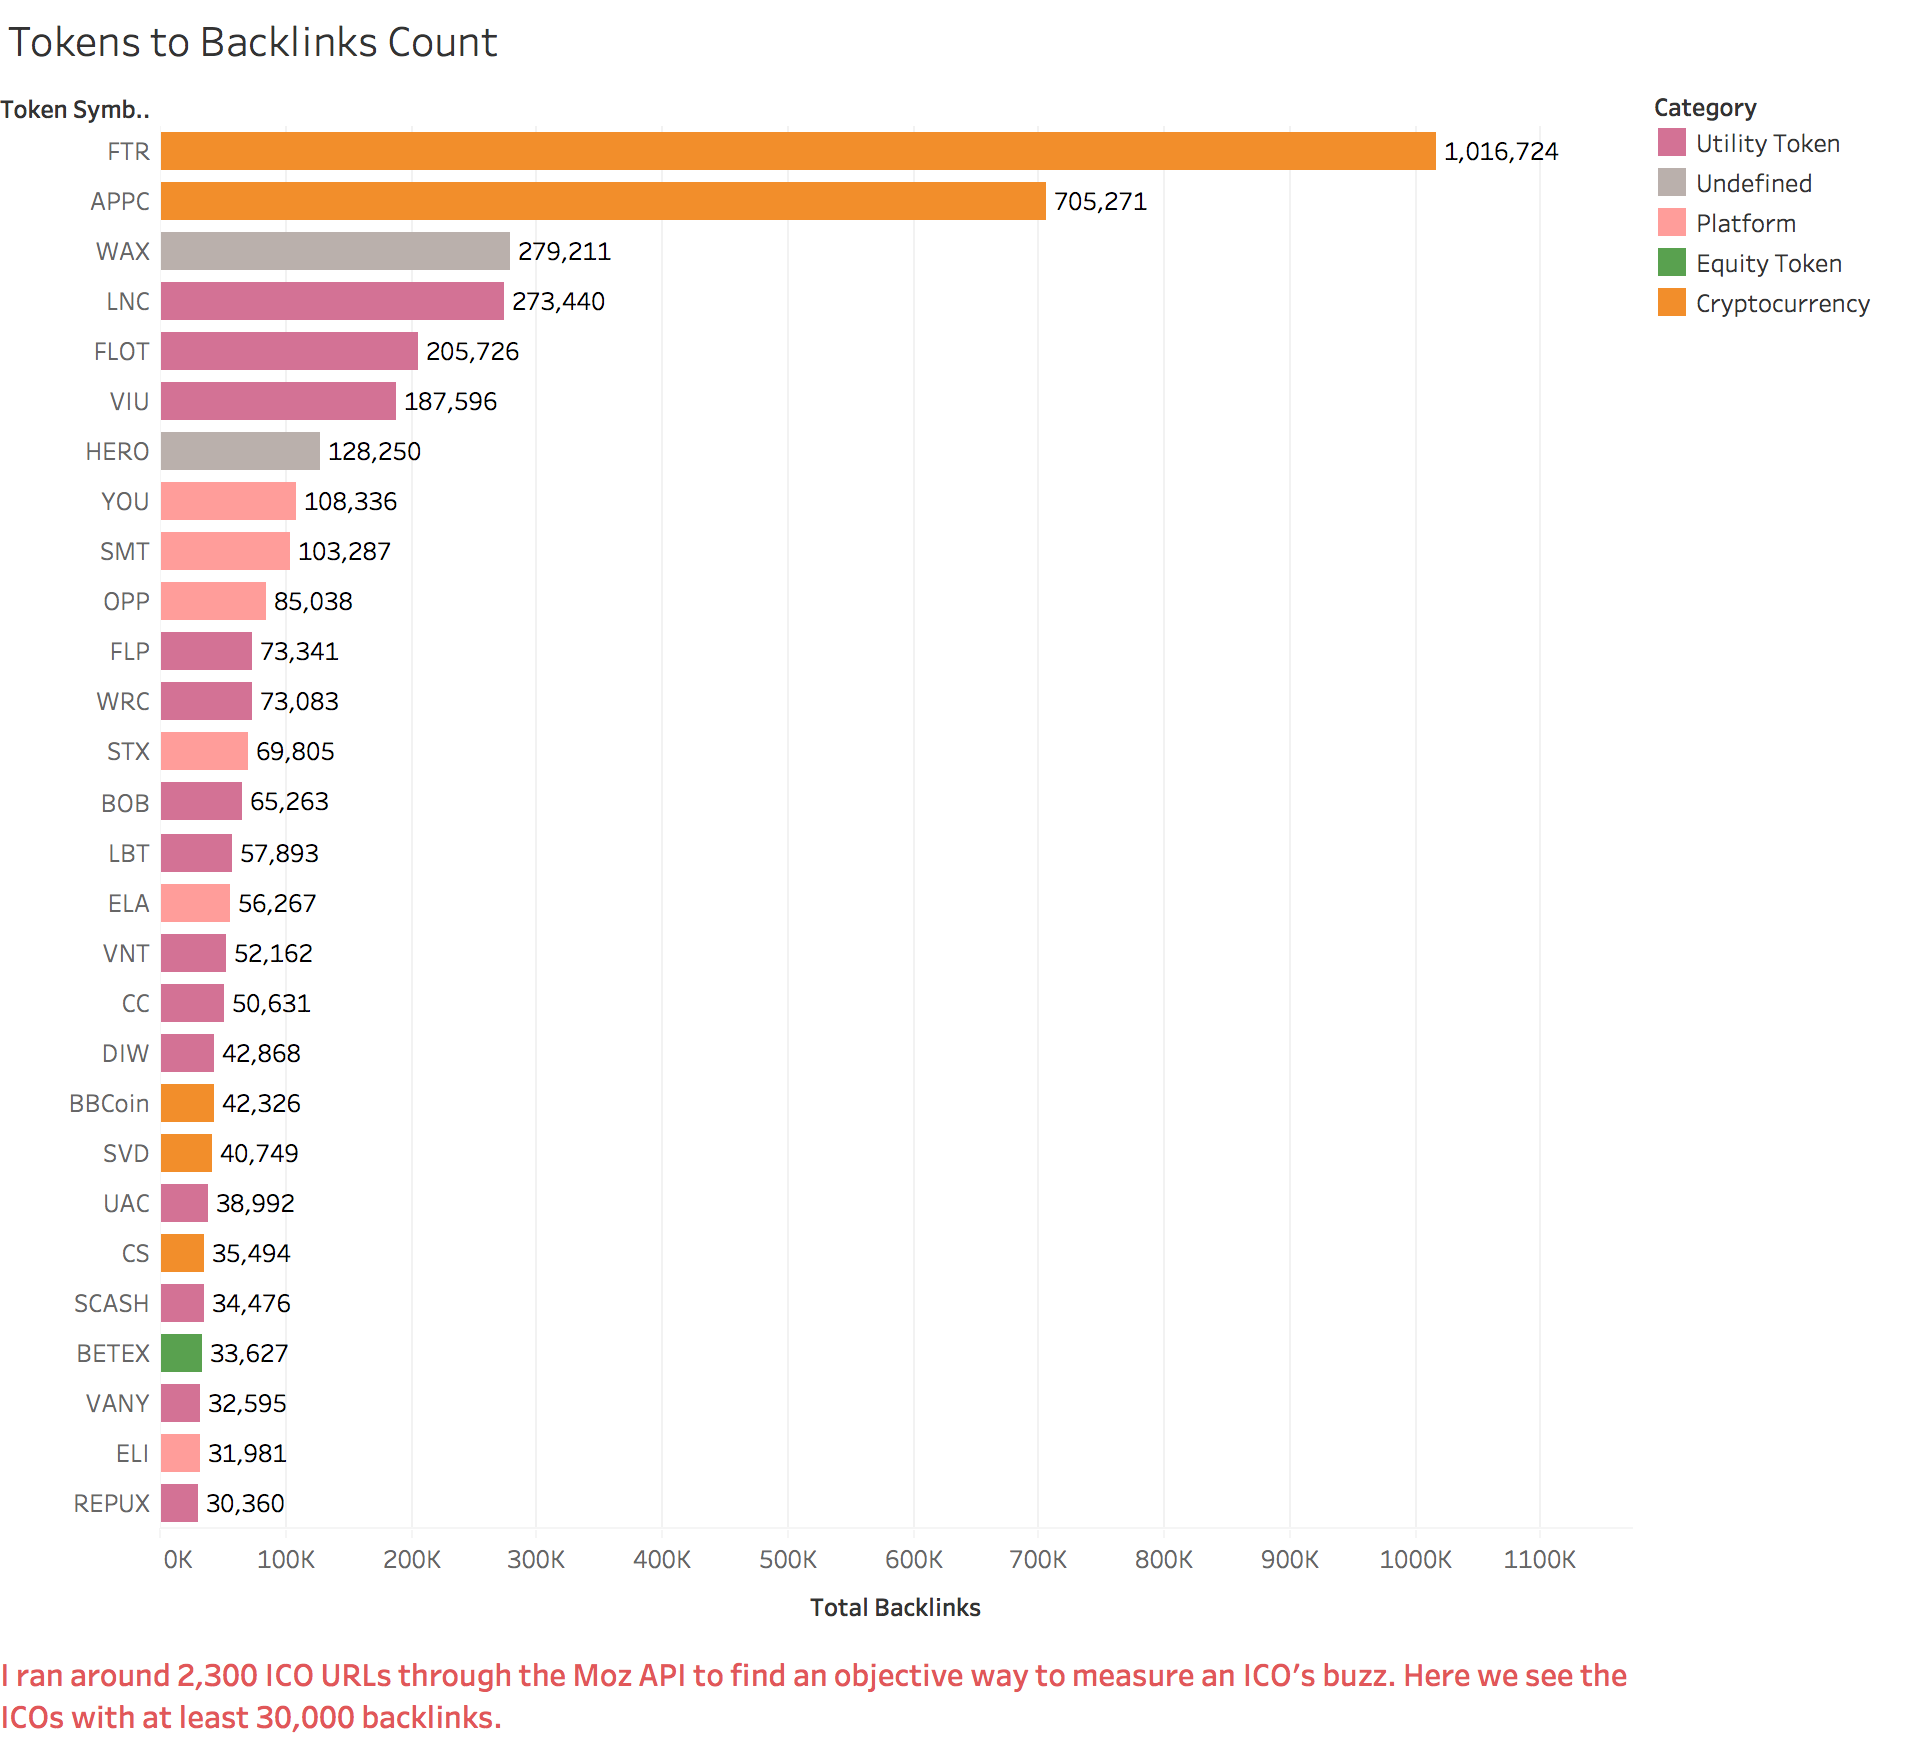 Tokens to Backlinks Count
Token Symb..
Category
Utility Token
Undefined
Platform
Equity Token
Cryptocurrency
FTR 1,016,724
APPC 705,271
WAX 279,211
LNC 273,440
FLOT 205,726
VIU 187,596
HERO 128,250
YOU 108,336
SMT 103,287
OPP 85,038
FLP 73,341
WRC 73,083
STX 69,805
BOB 65,263
LBT 57,893
ELA 56,267
VNT 52,162
CC 50,631
DIW 42,868
BBCoin 42,326
SVD 40,749
UAC 38,992
CS 35,494
SCASH 34,476
BETEX 33,627
VANY 32,595
ELI 31,981
REPUX 30,360
0K 100K 200K 300K 400K 500K 600K 700K 800K 900K 1000K 1100K
Total Backlinks
I ran around 2,300 ICO URLs through the Moz API to find an objective way to measure an ICO's buzz. Here we see the
ICOs with at least 30,000 backlinks.